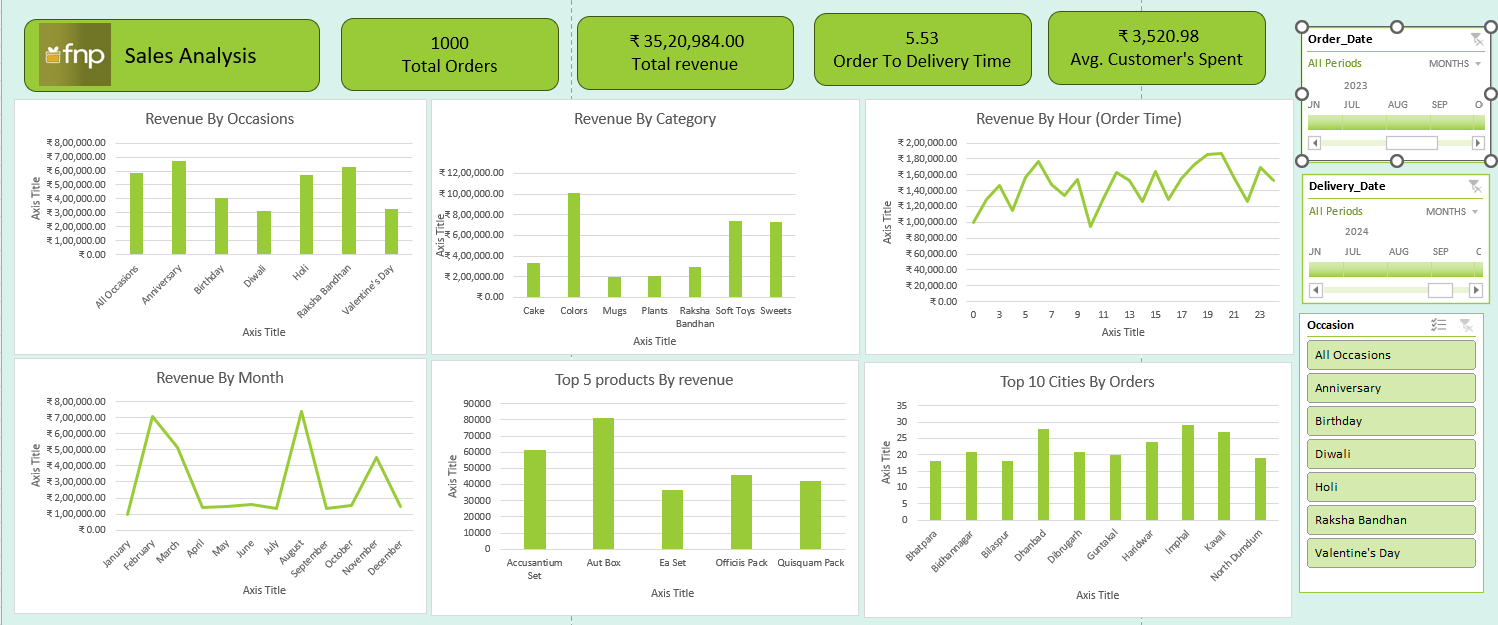 fnp
Sales Analysis
1000
Total Orders
₹ 35,20,984.00
Total revenue
5.53
Order To Delivery Time
₹ 3,520.98
Avg. Customer's Spent
Revenue By Occasions
₹ 8,00,000.00
₹ 7,00,000.00
₹ 6,00,000.00
₹ 5,00,000.00
₹ 4,00,000.00
₹ 3,00,000.00
₹ 2,00,000.00
₹ 1,00,000.00
₹ 0.00
Axis Title
All Occasions
Anniversary
Birthday
Diwali
Holi
Raksha Bandhan
Valentine's Day
Axis Title
Revenue By Category
₹ 12,00,000.00
₹ 10,00,000.00
₹ 8,00,000.00
₹ 6,00,000.00
₹ 4,00,000.00
₹ 2,00,000.00
₹ 0.00
Axis Title
Cake Colors Mugs Plants Raksha Soft Toys Sweets
Bandhan
Axis Title
Revenue By Hour (Order Time)
₹ 2,00,000.00
₹ 1,80,000.00
₹ 1,60,000.00
₹ 1,40,000.00
₹ 1,20,000.00
₹ 1,00,000.00
₹ 80,000.00
₹ 60,000.00
₹ 40,000.00
₹ 20,000.00
₹ 0.00
Axis Title
0 3 5 7 9 11 13 15 17 19 21 23
Axis Title
Order_Date
All Periods MONTHS
2023
JN JUL AUG SEP O
Delivery_Date
All Periods MONTHS
2024
JN JUL AUG SEP C
Occasion
All Occasions
Anniversary
Birthday
Diwali
Holi
Raksha Bandhan
Valentine's Day
Revenue By Month
₹ 8,00,000.00
₹ 7,00,000.00
₹ 6,00,000.00
₹ 5,00,000.00
₹ 4,00,000.00
₹ 3,00,000.00
₹ 2,00,000.00
₹ 1,00,000.00
₹ 0.00
Axis Title
January
February
March
April
May
June
July
August
September
October
November
December
Axis Title
Top 5 products By revenue
90000
80000
70000
60000
50000
40000
30000
20000
10000
0
Axis Title
Accusantium Aut Box Ea Set Officiis Pack Quisquam Pack
Set
Axis Title
Top 10 Cities By Orders
35
30
25
20
15
10
5
0
Axis Title
Bhatpara
Bidhannagar
Bilaspur
Dhanbad
Dibrugarh
Guntakal
Haridwar
Imphal
Kavali
North Dumdum
Axis Title